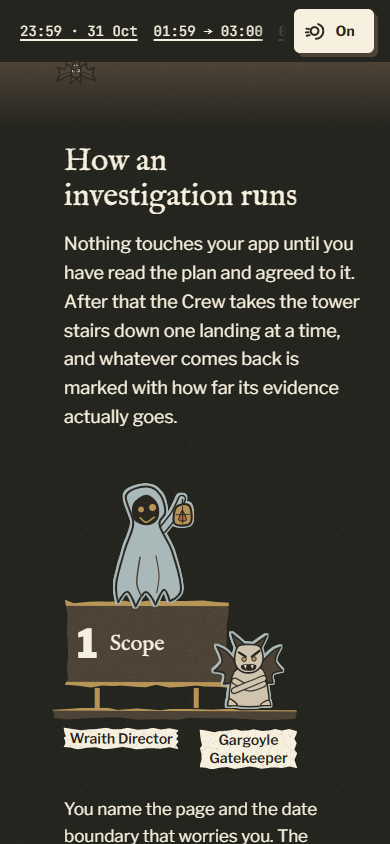 23:59 · 31 Oct 01:59 → 03:00
On
How an
investigation runs
Nothing touches your app until you
have read the plan and agreed to it.
After that the Crew takes the tower
stairs down one landing at a time,
and whatever comes back is
marked with how far its evidence
actually goes.
1 Scope
Wraith Director
Gargoyle
Gatekeeper
You name the page and the date
boundary that worries you. The